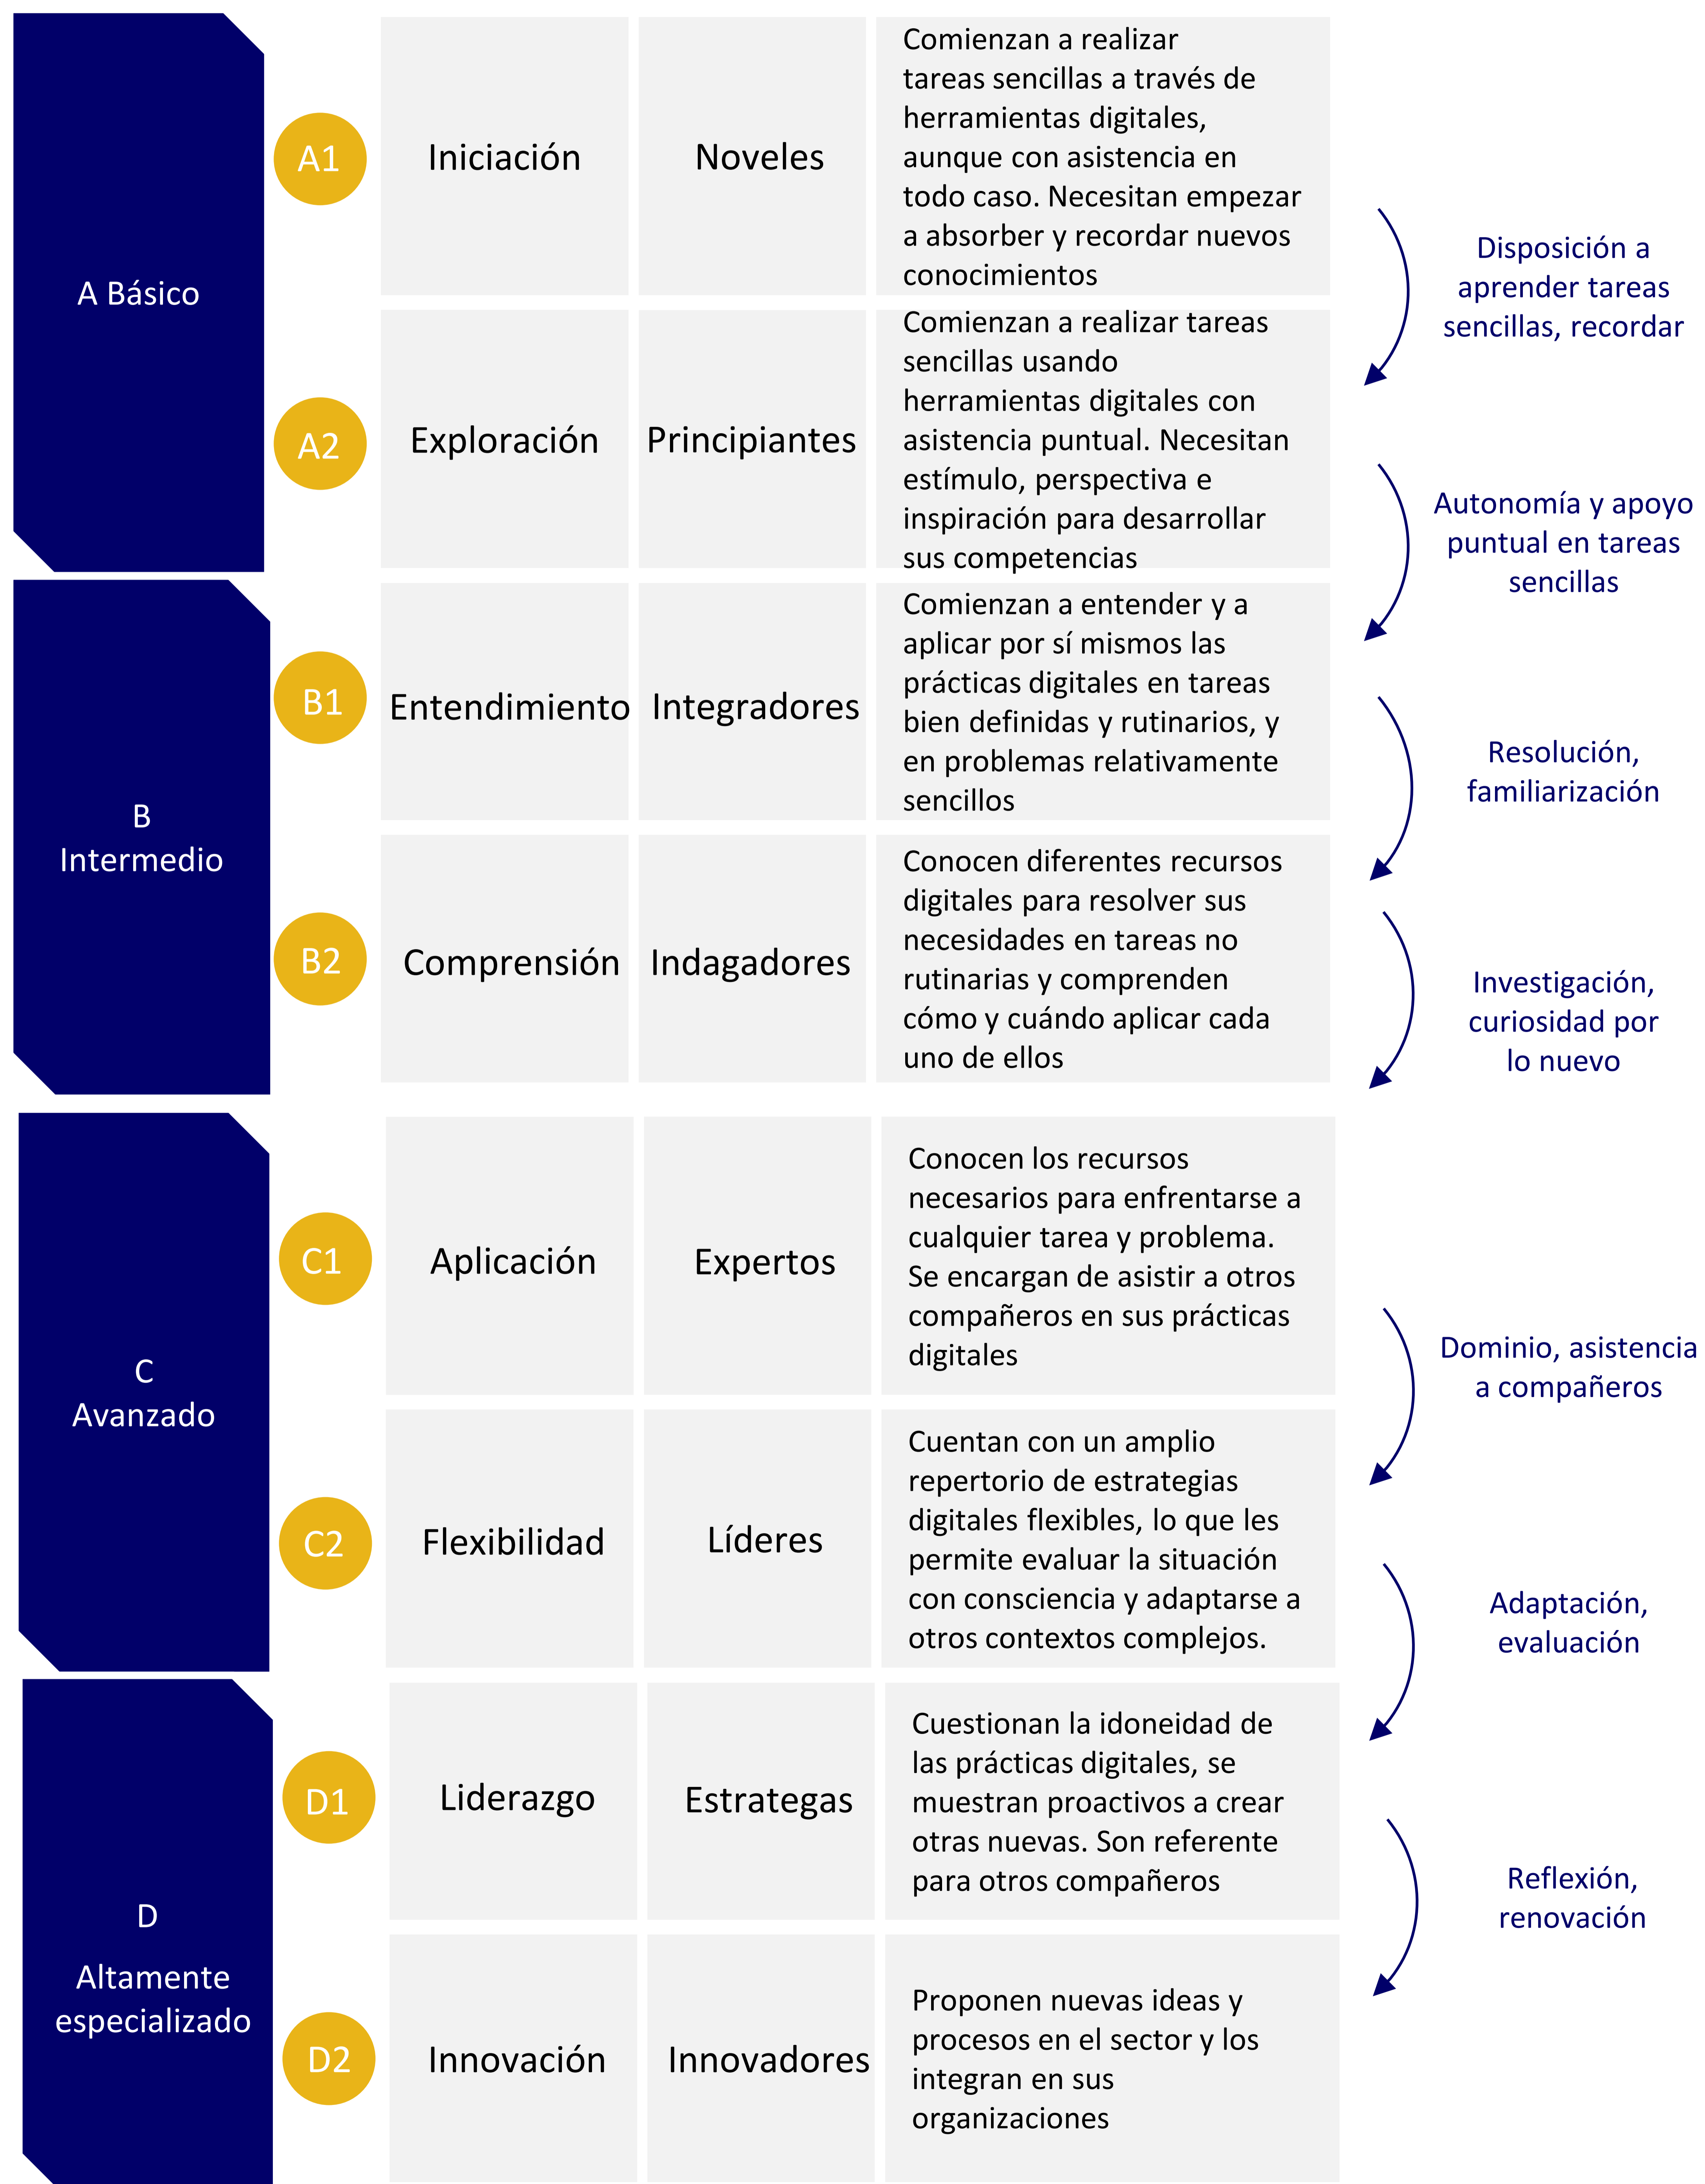 A Básico
A1
Iniciación
Noveles
Comienzan a realizar
tareas sencillas a través de
herramientas digitales,
aunque con asistencia en
todo caso. Necesitan empezar
a absorber y recordar nuevos
conocimientos
Disposición a
aprender tareas
sencillas, recordar
A2
Exploración
Principiantes
Comienzan a realizar tareas
sencillas usando
herramientas digitales con
asistencia puntual. Necesitan
estímulo, perspectiva e
inspiración para desarrollar
sus competencias
Autonomía y apoyo
puntual en tareas
sencillas
B
Intermedio
B1
Entendimiento
Integradores
Comienzan a entender y a
aplicar por sí mismos las
prácticas digitales en tareas
bien definidas y rutinarios, y
en problemas relativamente
sencillos
Resolución,
familiarización
B2
Comprensión
Indagadores
Conocen diferentes recursos
digitales para resolver sus
necesidades en tareas no
rutinarias y comprenden
cómo y cuándo aplicar cada
uno de ellos
Investigación,
curiosidad por
lo nuevo
C
Avanzado
C1
Aplicación
Expertos
Conocen los recursos
necesarios para enfrentarse a
cualquier tarea y problema.
Se encargan de asistir a otros
compañeros en sus prácticas
digitales
Dominio, asistencia
a compañeros
C2
Flexibilidad
Líderes
Cuentan con un amplio
repertorio de estrategias
digitales flexibles, lo que les
permite evaluar la situación
con consciencia y adaptarse a
otros contextos complejos.
Adaptación,
evaluación
D
Altamente
especializado
D1
Liderazgo
Estrategas
Cuestionan la idoneidad de
las prácticas digitales, se
muestran proactivos a crear
otras nuevas. Son referente
para otros compañeros
Reflexión,
renovación
D2
Innovación
Innovadores
Proponen nuevas ideas y
procesos en el sector y los
integran en sus
organizaciones